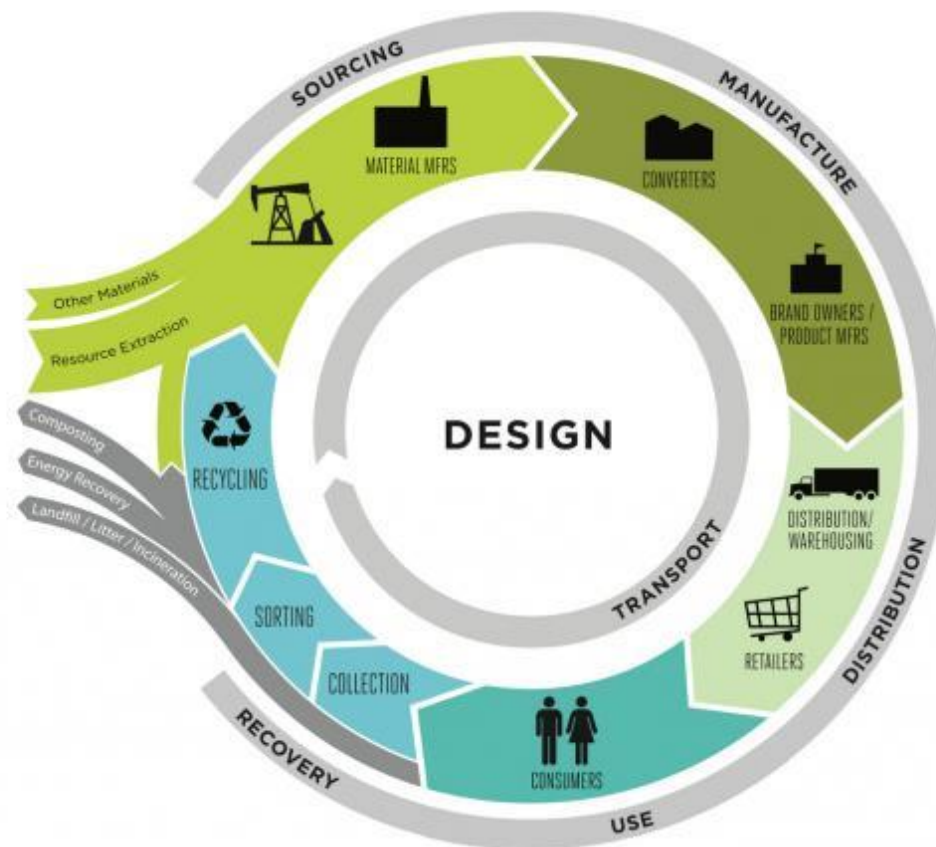 SOURCING
MANUFACTURE
MATERIAL MFRS
CONVERTERS
BRAND OWNERS /
PRODUCT MFRS
Other Materials
Resource Extraction
Composting
Energy Recovery
Landfill / Litter / Incineration
RECYCLING
DESIGN
DISTRIBUTION/
WAREHOUSING
TRANSPORT
DISTRIBUTION
RETAILERS
SORTING
COLLECTION
CONSUMERS
RECOVERY
USE